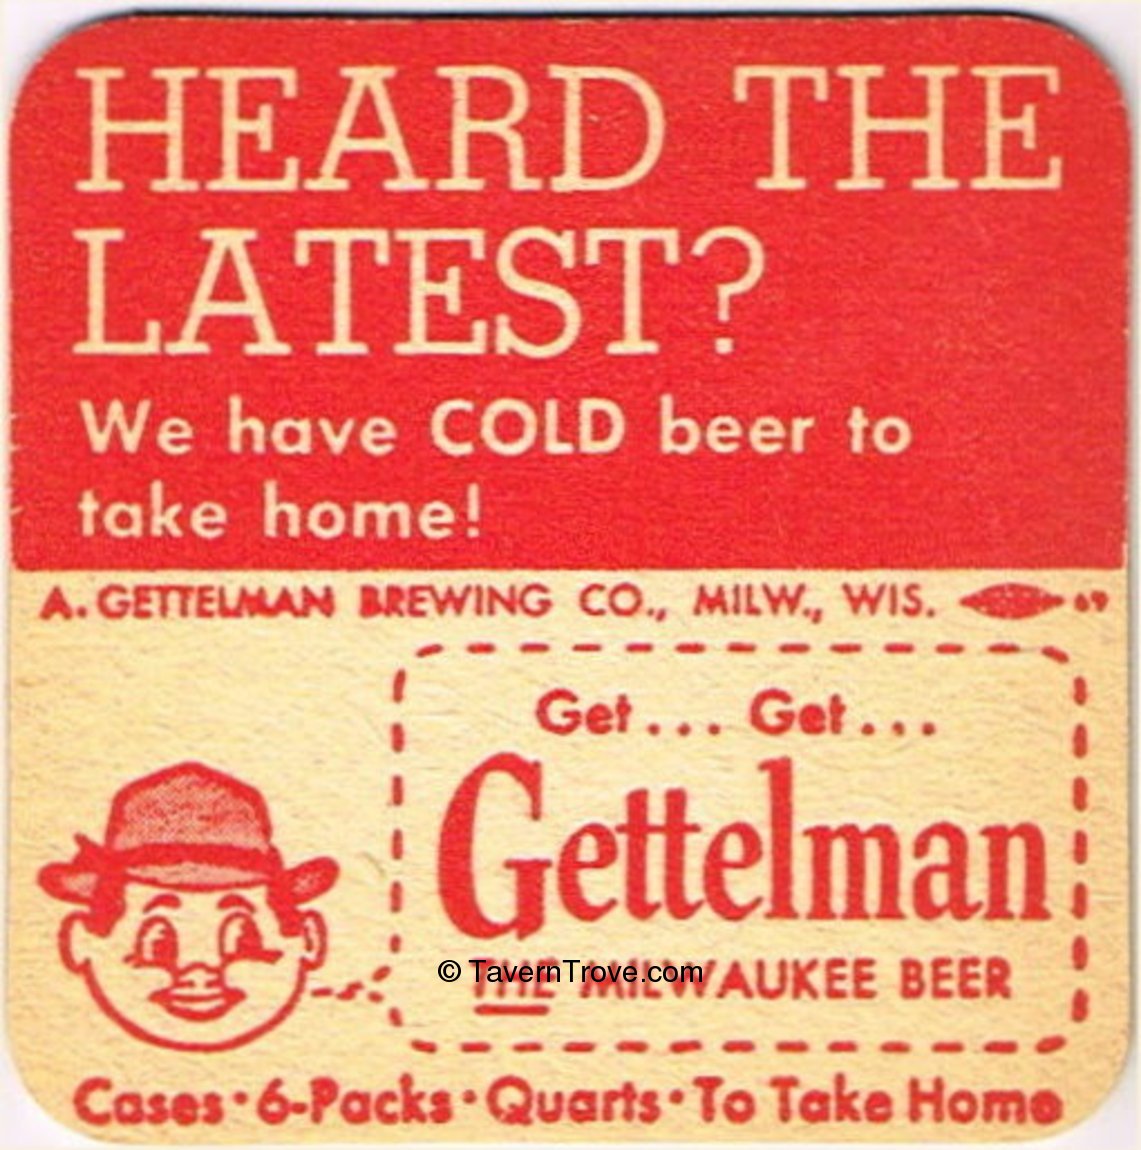 HEARD THE
LATEST?
We have COLD beer to
take home!
A. GETTELMAN BREWING CO., MILW., WIS. 69
Get... Get...
Gettelman
THE MILWAUKEE BEER
© TavernTrove.com
Cases · 6-Packs · Quarts · To Take Home